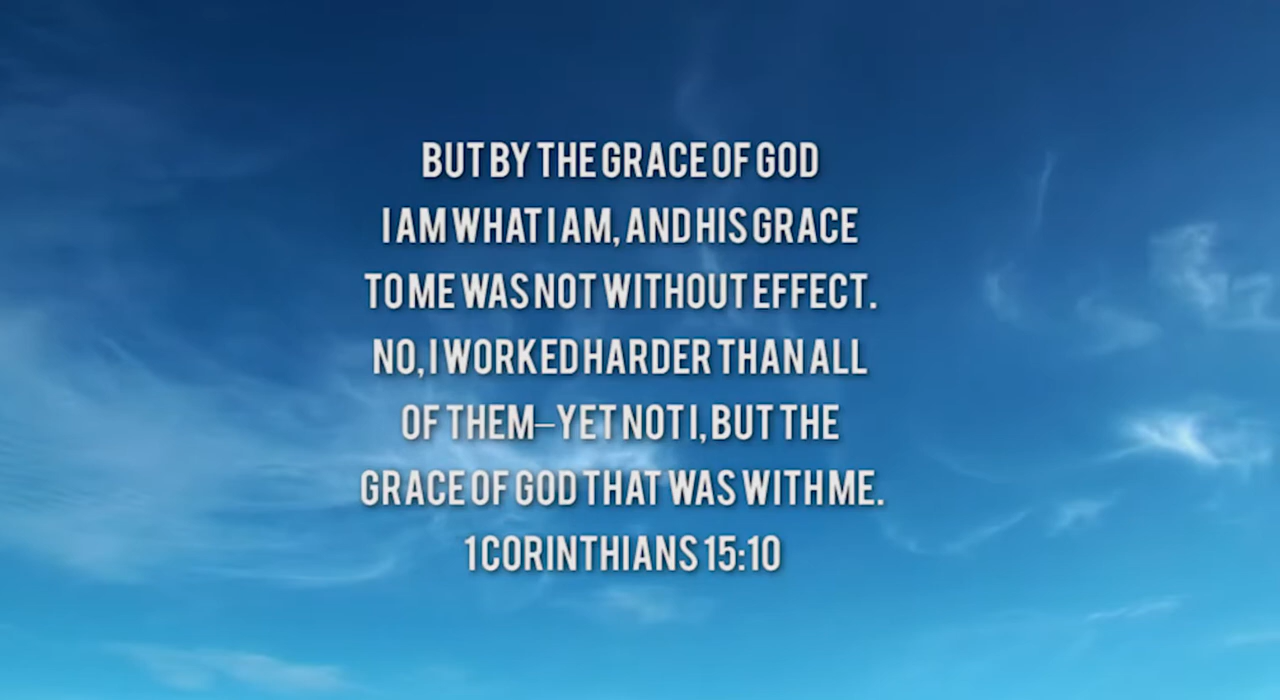 BUT BY THE GRACE OF GOD
I AM WHAT I AM, AND HIS GRACE
TO ME WAS NOT WITHOUT EFFECT.
NO, I WORKED HARDER THAN ALL
OF THEM–YET NOT I, BUT THE
GRACE OF GOD THAT WAS WITH ME.
1 CORINTHIANS 15:10